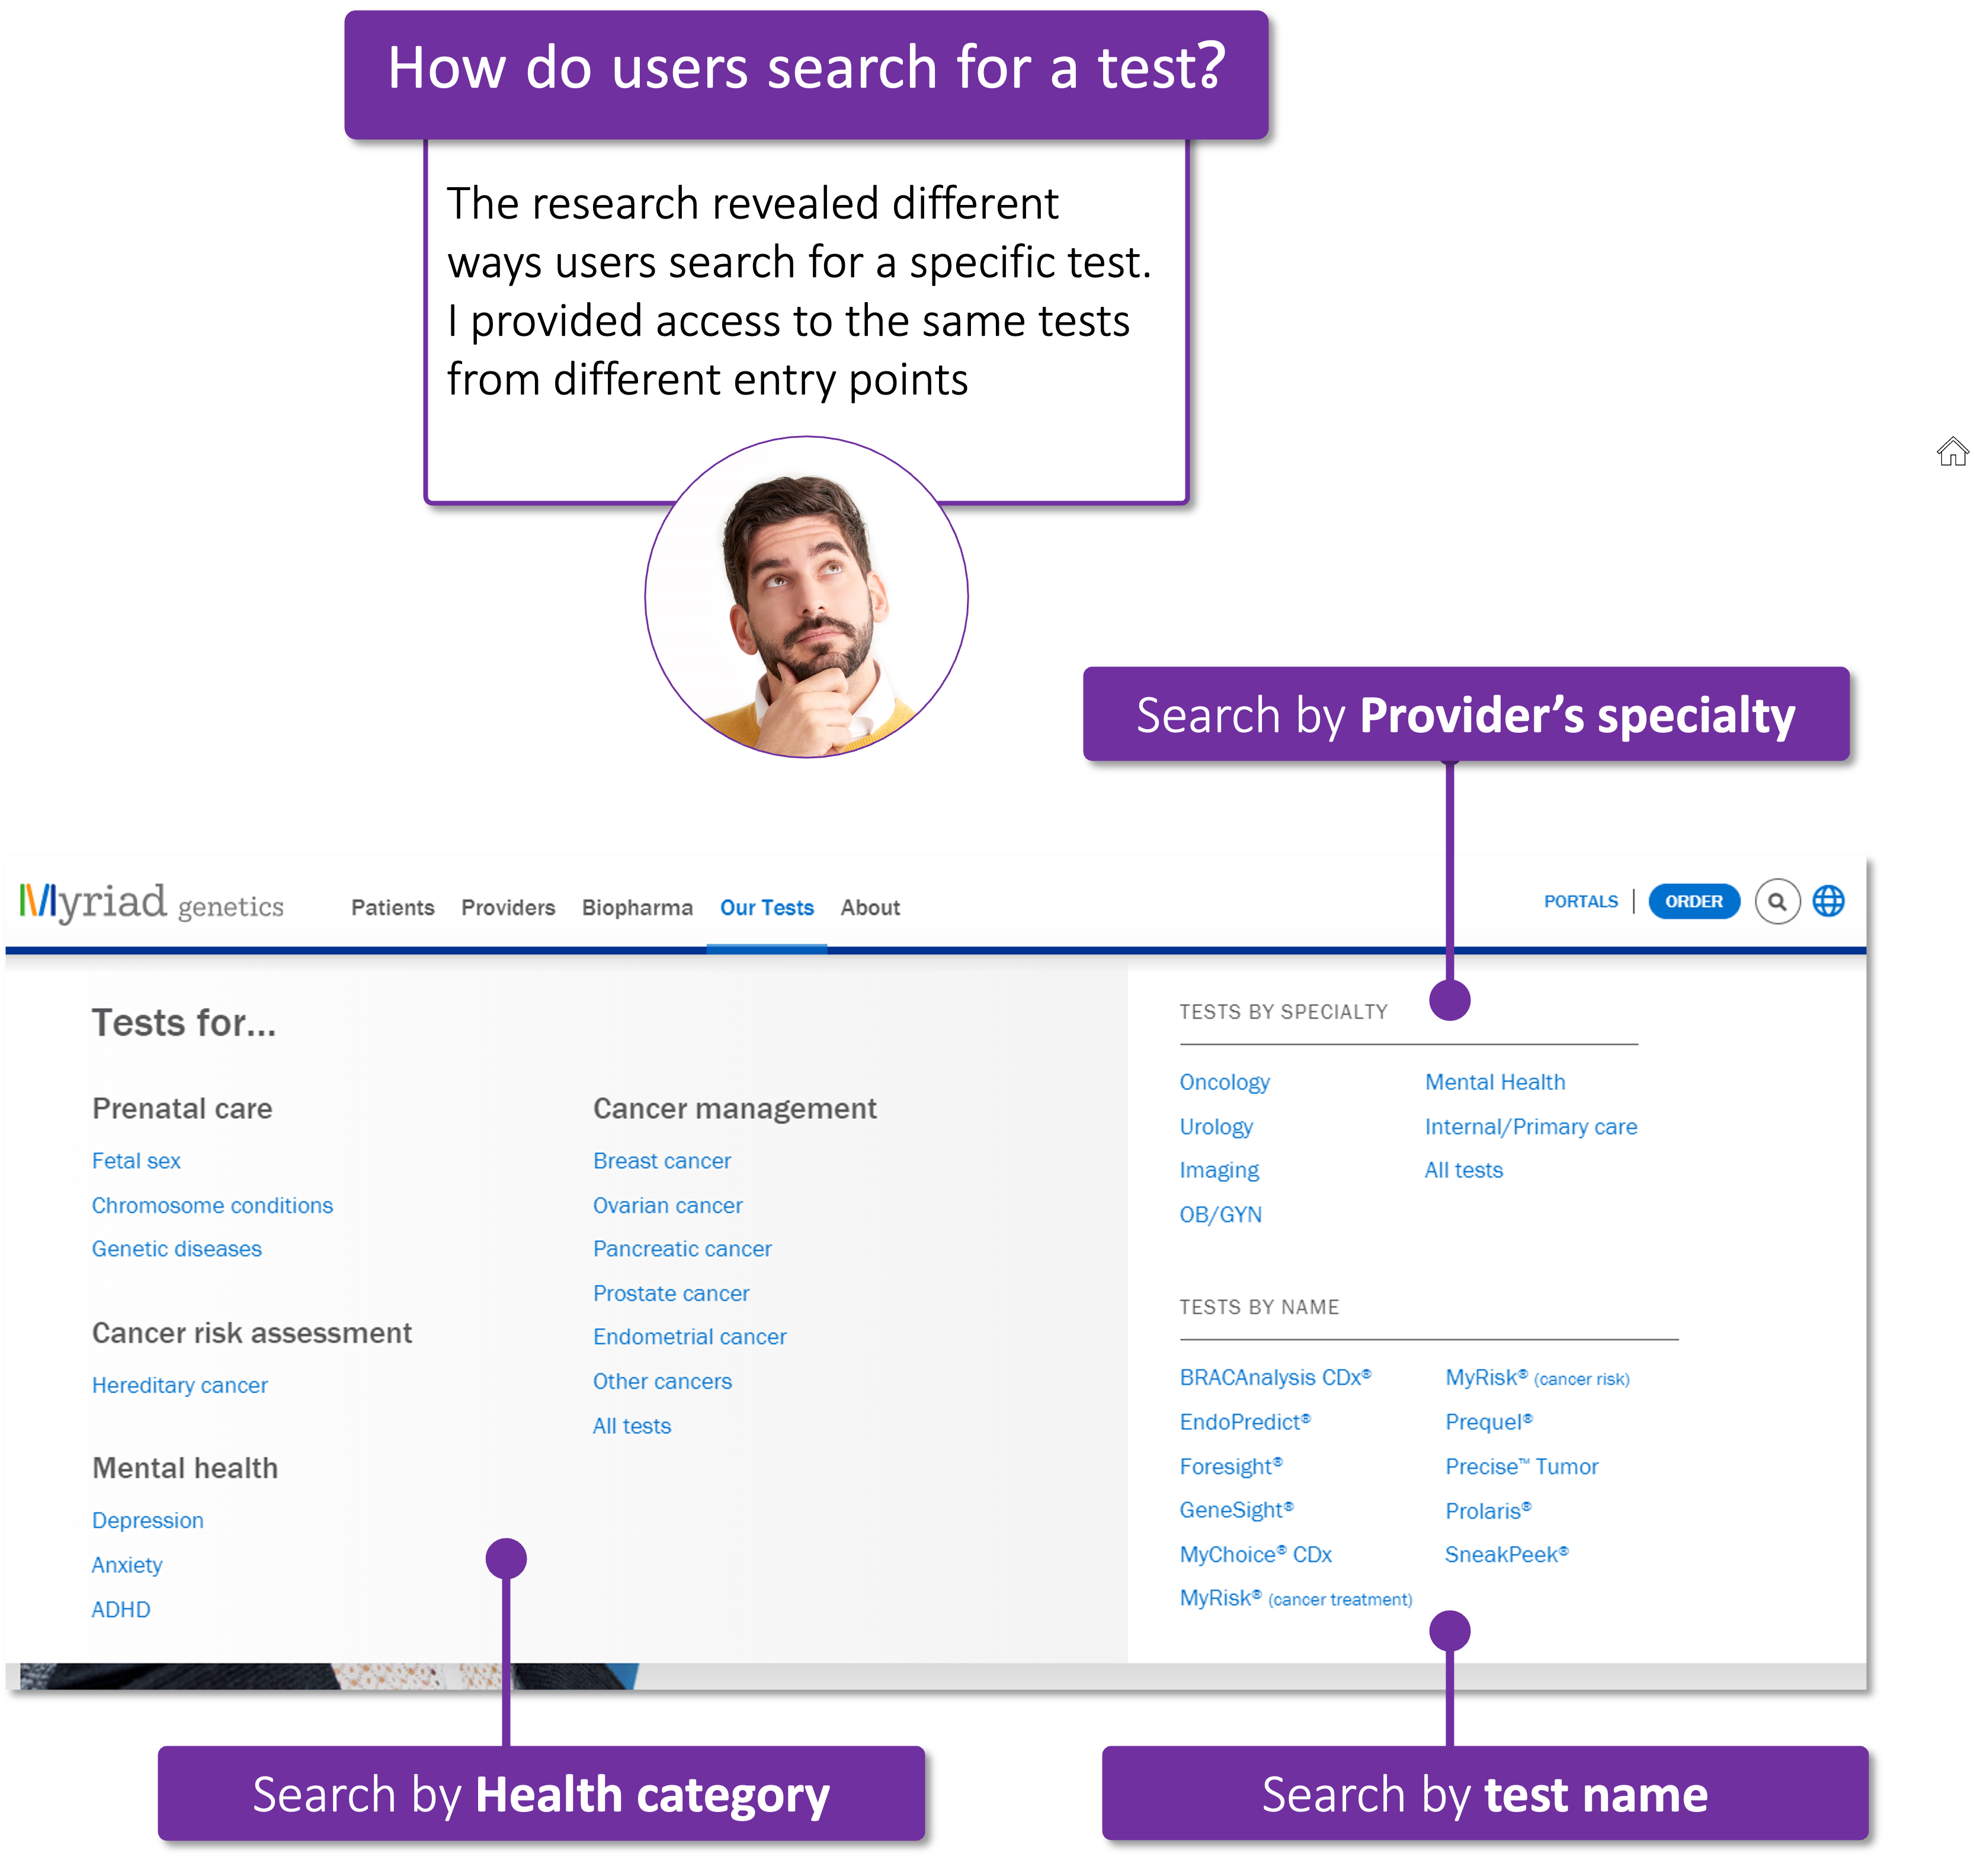 How do users search for a test?
The research revealed different
ways users search for a specific test.
I provided access to the same tests
from different entry points
Search by Provider's specialty
Myriad genetics
Patients Providers Biopharma Our Tests About
PORTALS | ORDER
Tests for...
Prenatal care
Fetal sex
Chromosome conditions
Genetic diseases
Cancer risk assessment
Hereditary cancer
Mental health
Depression
Anxiety
ADHD
Cancer management
Breast cancer
Ovarian cancer
Pancreatic cancer
Prostate cancer
Endometrial cancer
Other cancers
All tests
TESTS BY SPECIALTY
Oncology
Urology
Imaging
OB/GYN
Mental Health
Internal/Primary care
All tests
TESTS BY NAME
BRACAnalysis CDx®
EndoPredict®
Foresight®
GeneSight®
MyChoice® CDx
MyRisk® (cancer treatment)
MyRisk® (cancer risk)
Prequel®
Precise™ Tumor
Prolaris®
SneakPeek®
Search by Health category
Search by test name